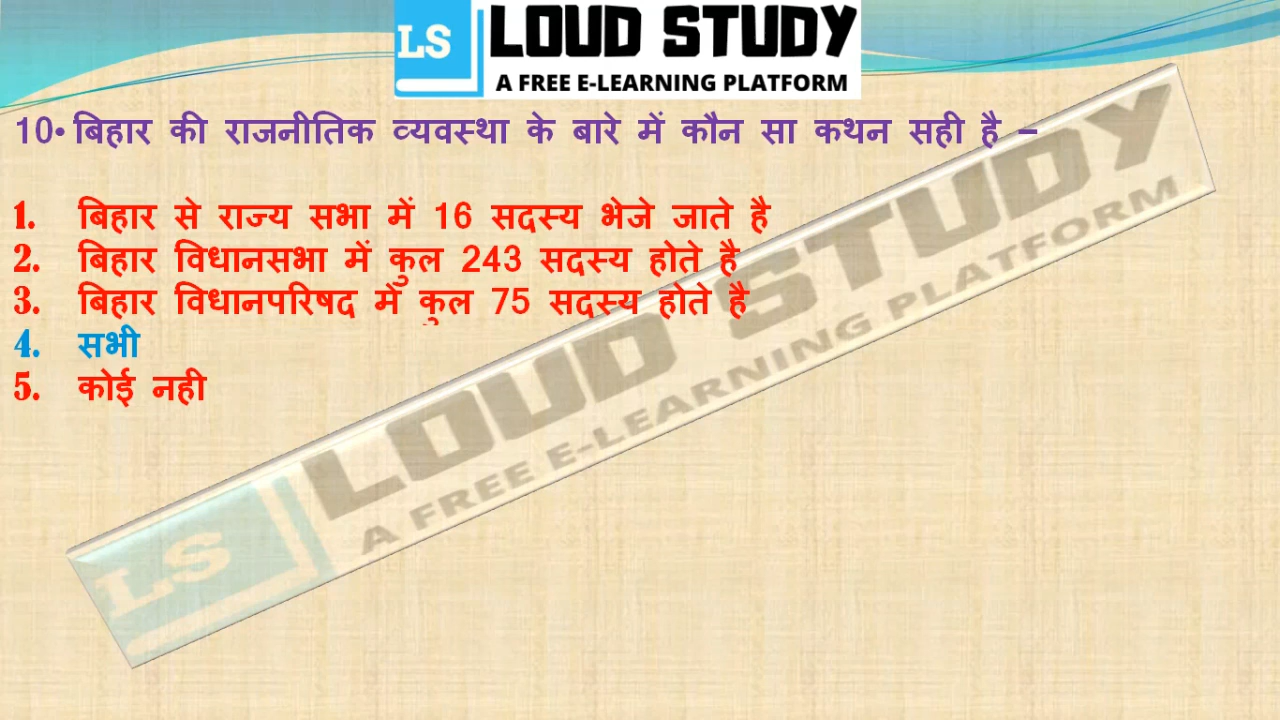 LS LOUD STUDY
A FREE E-LEARNING PLATFORM
10• बिहार की राजनीतिक व्यवस्था के बारे में कौन सा कथन सही है –
1. बिहार से राज्य सभा में 16 सदस्य भेजे जाते है
2. बिहार विधानसभा में कुल 243 सदस्य होते है
3. बिहार विधानपरिषद में कुल 75 सदस्य होते है
4. सभी
5. कोई नही
LS LOUD STUDY
A FREE E-LEARNING PLATFORM